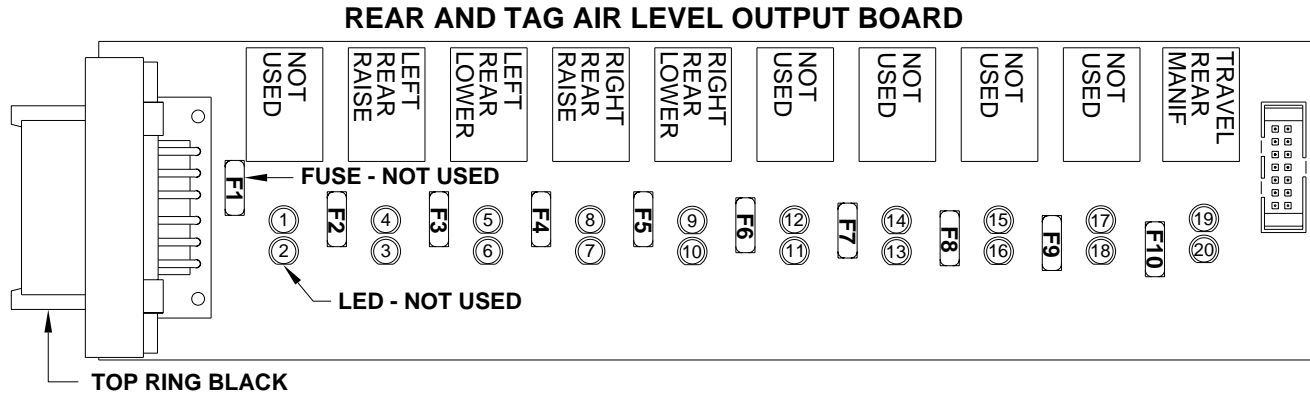 REAR AND TAG AIR LEVEL OUTPUT BOARD
NOT
USED
LEFT
REAR
RAISE
LEFT
REAR
LOWER
RIGHT
REAR
RAISE
RIGHT
REAR
LOWER
NOT
USED
NOT
USED
NOT
USED
NOT
USED
TRAVEL
REAR
MANIF
F1
FUSE - NOT USED
F2
F3
F4
F5
F6
F7
F8
F9
F10
1 4 5 8 9 12 14 15 17 19
2 3 6 7 10 11 13 16 18 20
LED - NOT USED
TOP RING BLACK